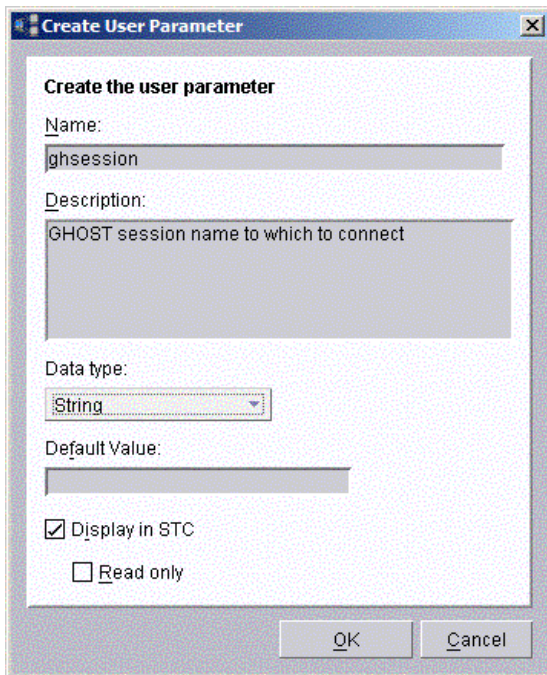 Create User Parameter
Create the user parameter
Name:
ghsession
Description:
GHOST session name to which to connect
Data type:
String
Default Value:
Display in STC
Read only
OK
Cancel